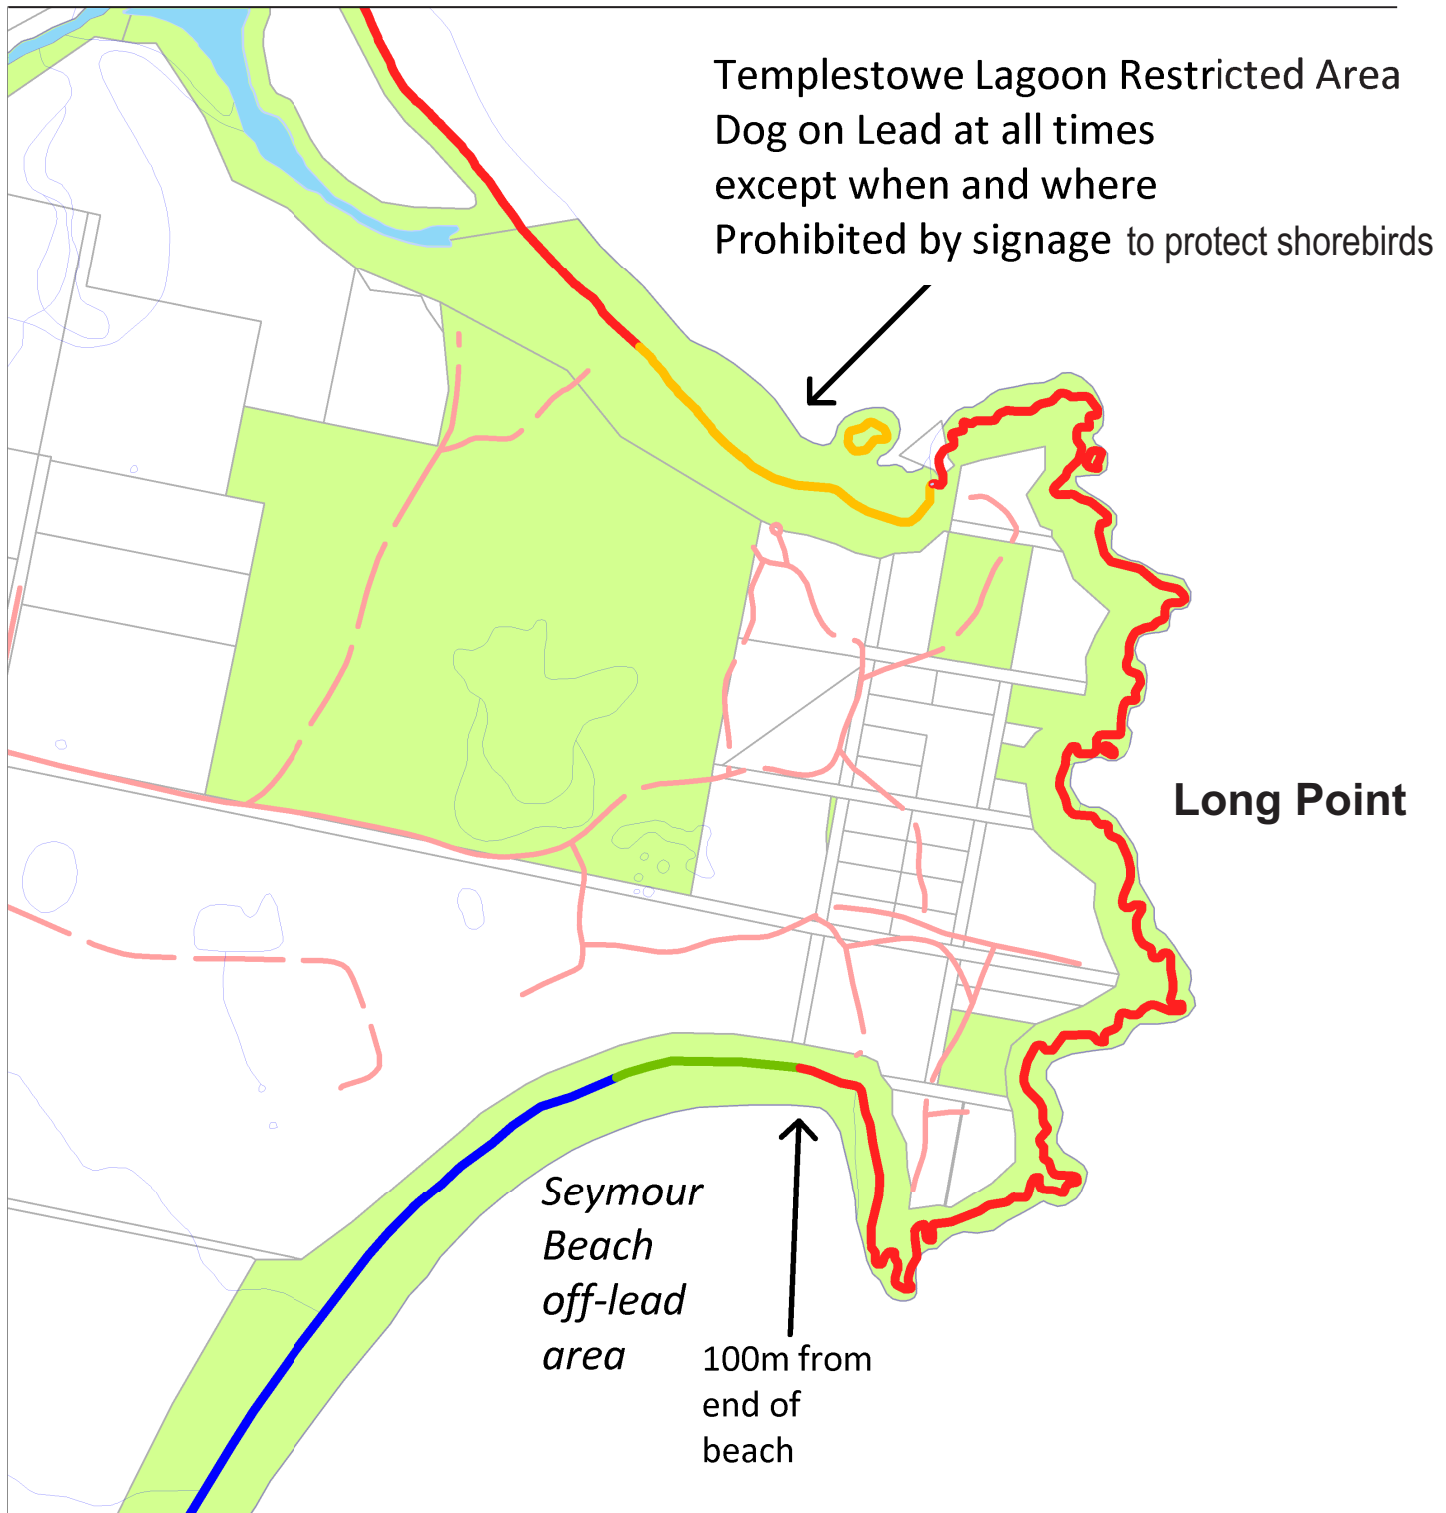 Templestowe Lagoon Restricted Area
Dog on Lead at all times
except when and where
Prohibited by signage to protect shorebirds
Long Point
Seymour
Beach
off-lead
area
100m from
end of
beach